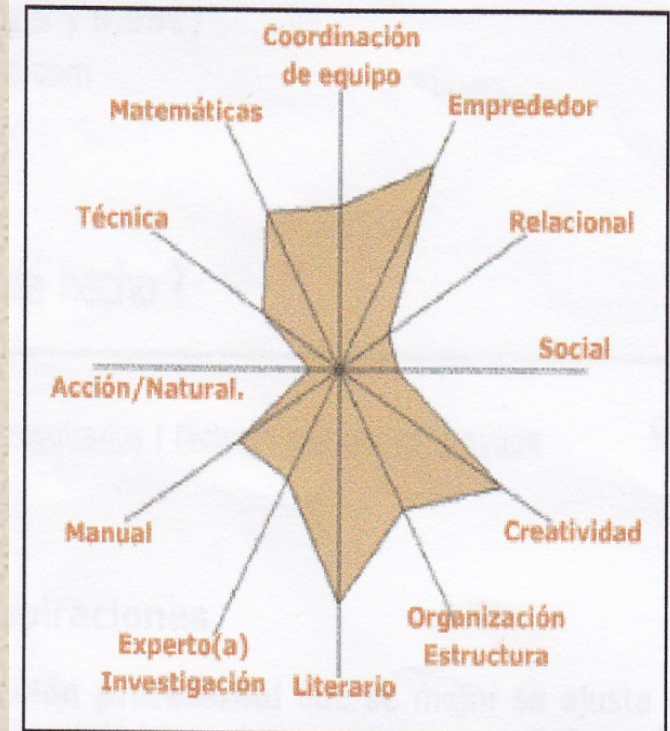 Coordinación
de equipo
Matemáticas
Emprededor
Técnica
Relacional
Social
Acción/Natural.
Manual
Creatividad
Experto(a)
Investigación
Literario
Organización
Estructura